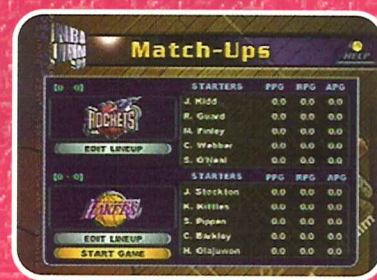 NBA
Match-Ups
HELP
[0 - 0]
STARTERS PPG RPG APG
ROCKETS
J. Kidd 0.0 0.0 0.0
R. Guard 0.0 0.0 0.0
M. Finley 0.0 0.0 0.0
C. Webber 0.0 0.0 0.0
S. O'Neal 0.0 0.0 0.0
EDIT LINEUP
[0 - 0]
STARTERS PPG RPG APG
LAKERS
J. Stockton 0.0 0.0 0.0
K. Kittles 0.0 0.0 0.0
S. Pippen 0.0 0.0 0.0
C. Barkley 0.0 0.0 0.0
H. Olajuwon 0.0 0.0 0.0
EDIT LINEUP
START GAME